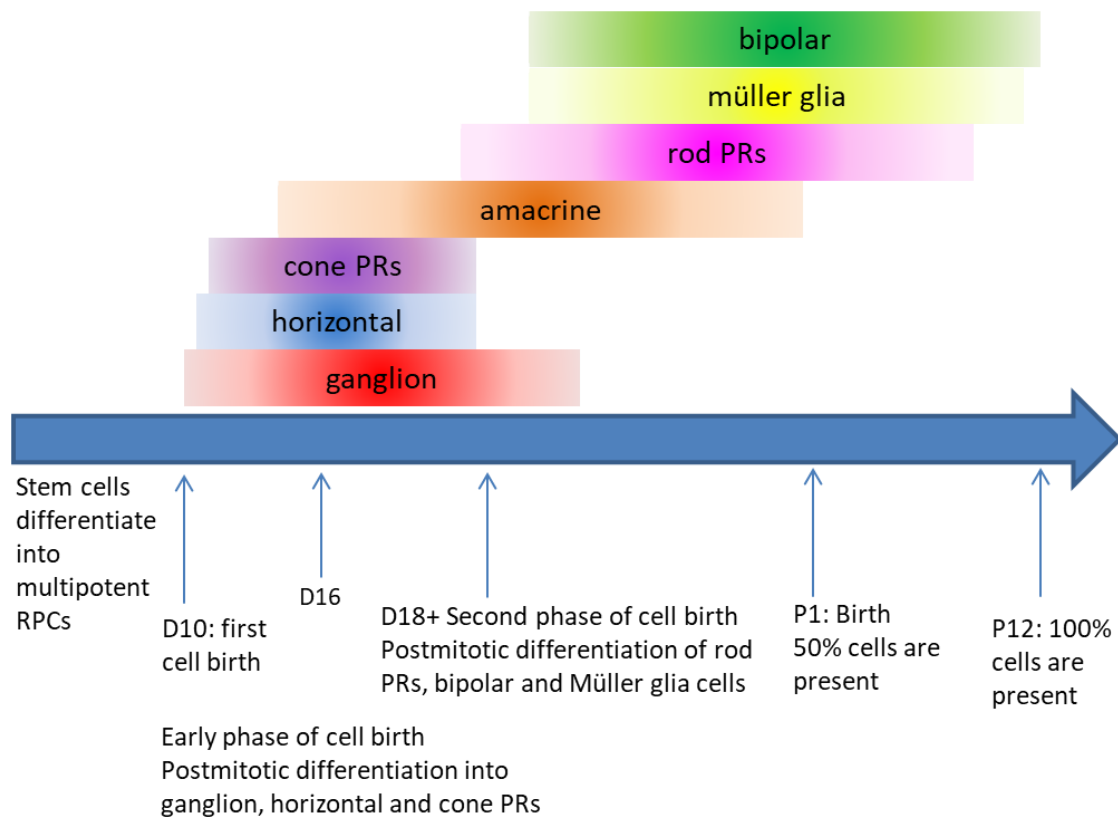 bipolar
müller glia
rod PRs
amacrine
cone PRs
horizontal
ganglion
Stem cells
differentiate
into
multipotent
RPCs
D10: first
cell birth
D16
D18+ Second phase of cell birth
Postmitotic differentiation of rod
PRs, bipolar and Müller glia cells
P1: Birth
50% cells are
present
P12: 100%
cells are
present
Early phase of cell birth
Postmitotic differentiation into
ganglion, horizontal and cone PRs